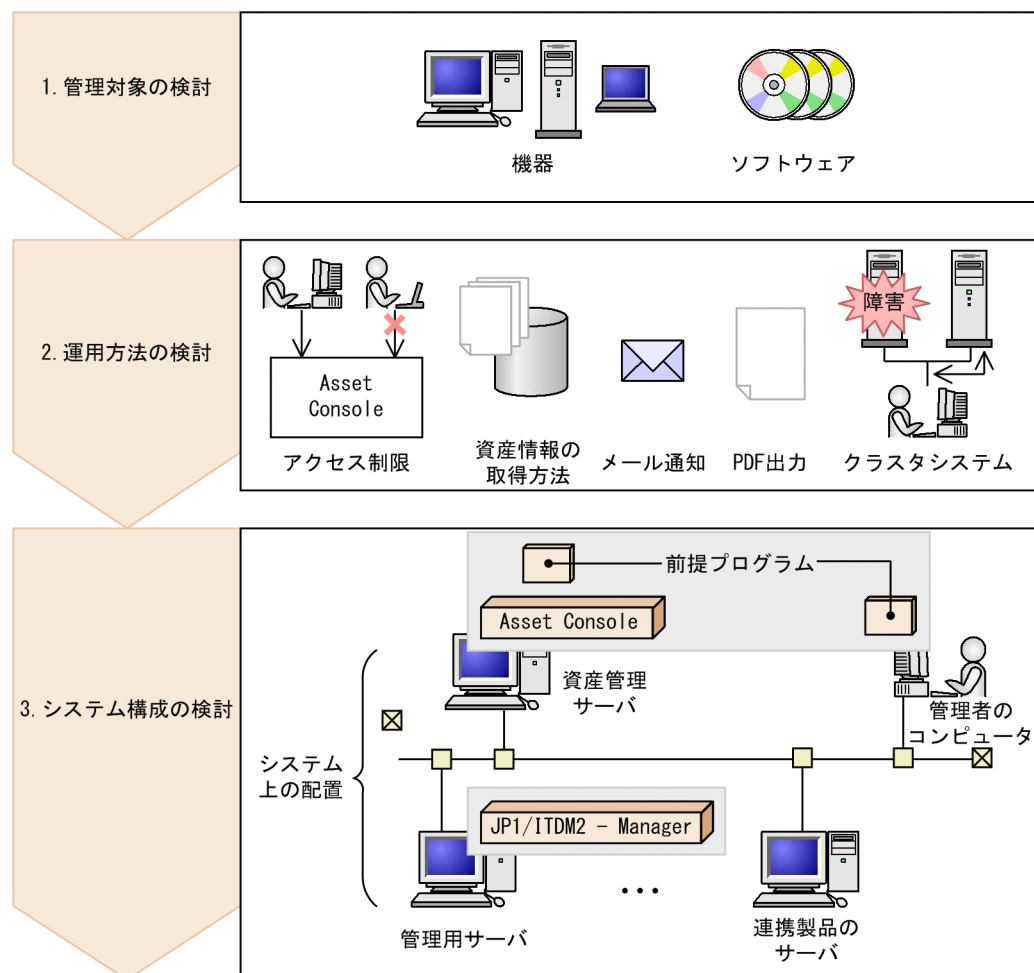 1. 管理対象の検討
機器
ソフトウェア
2. 運用方法の検討
障害
Asset
Console
アクセス制限
資産情報の
取得方法
メール通知
PDF出力
クラスタシステム
3. システム構成の検討
前提プログラム
Asset Console
資産管理
サーバ
管理者の
コンピュータ
システム
上の配置
JP1/ITDM2 - Manager
...
管理用サーバ
連携製品の
サーバ